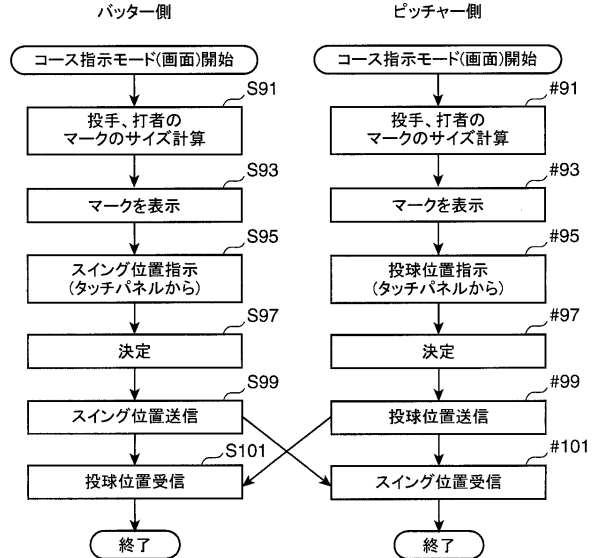 バッター側
コース指示モード(画面)開始
S91
投手、打者の
マークのサイズ計算
S93
マークを表示
S95
スイング位置指示
(タッチパネルから)
S97
決定
S99
スイング位置送信
S101
投球位置受信
終了
ピッチャー側
コース指示モード(画面)開始
#91
投手、打者の
マークのサイズ計算
#93
マークを表示
#95
投球位置指示
(タッチパネルから)
#97
決定
#99
投球位置送信
#101
スイング位置受信
終了